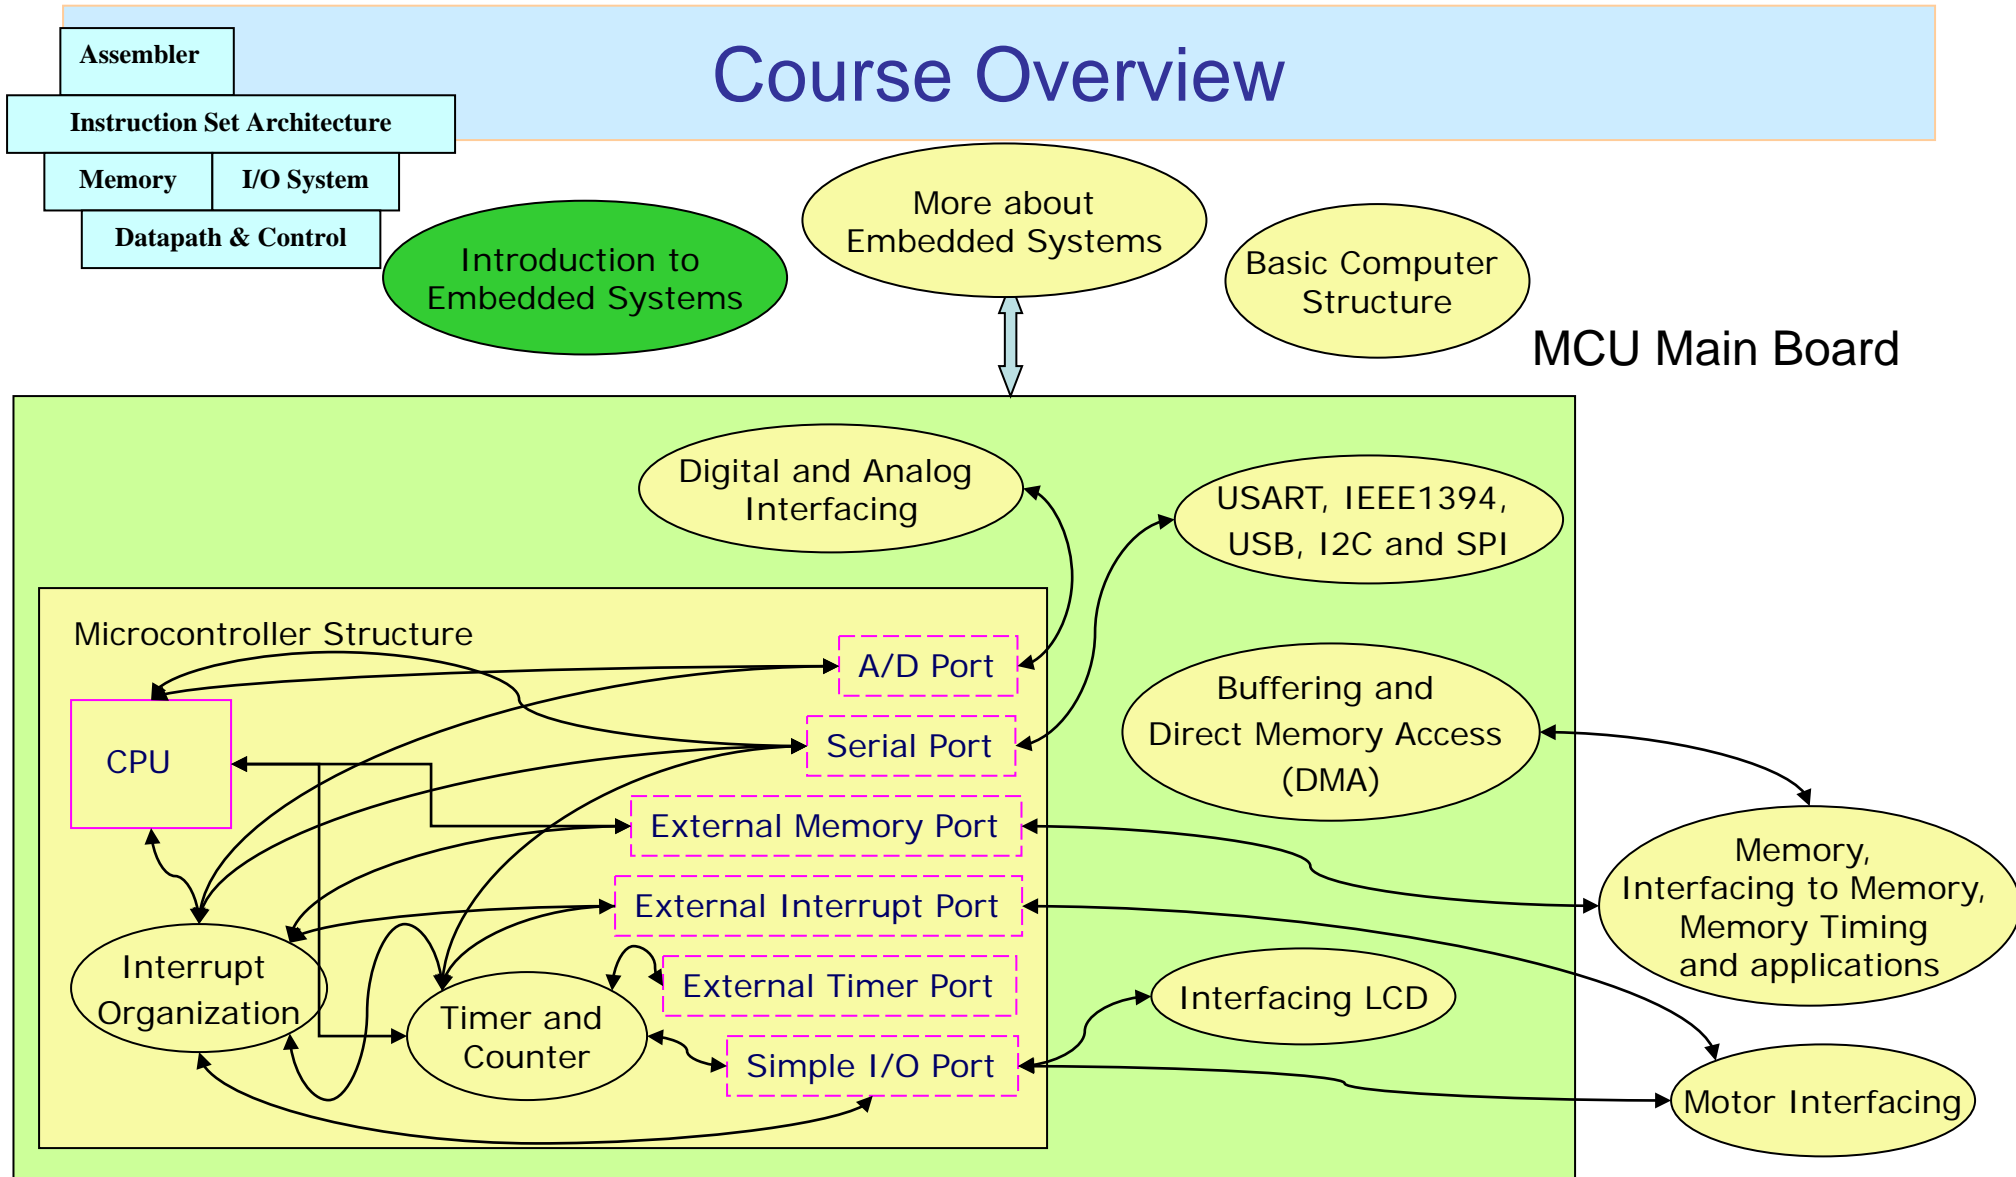 Course Overview
Assembler
Instruction Set Architecture
Memory
I/O System
Datapath & Control
Introduction to
Embedded Systems
More about
Embedded Systems
Basic Computer
Structure
MCU Main Board
Digital and Analog
Interfacing
USART, IEEE1394,
USB, I2C and SPI
Microcontroller Structure
A/D Port
Serial Port
CPU
External Memory Port
External Interrupt Port
External Timer Port
Simple I/O Port
Interrupt
Organization
Timer and
Counter
Buffering and
Direct Memory Access
(DMA)
Memory,
Interfacing to Memory,
Memory Timing
and applications
Interfacing LCD
Motor Interfacing